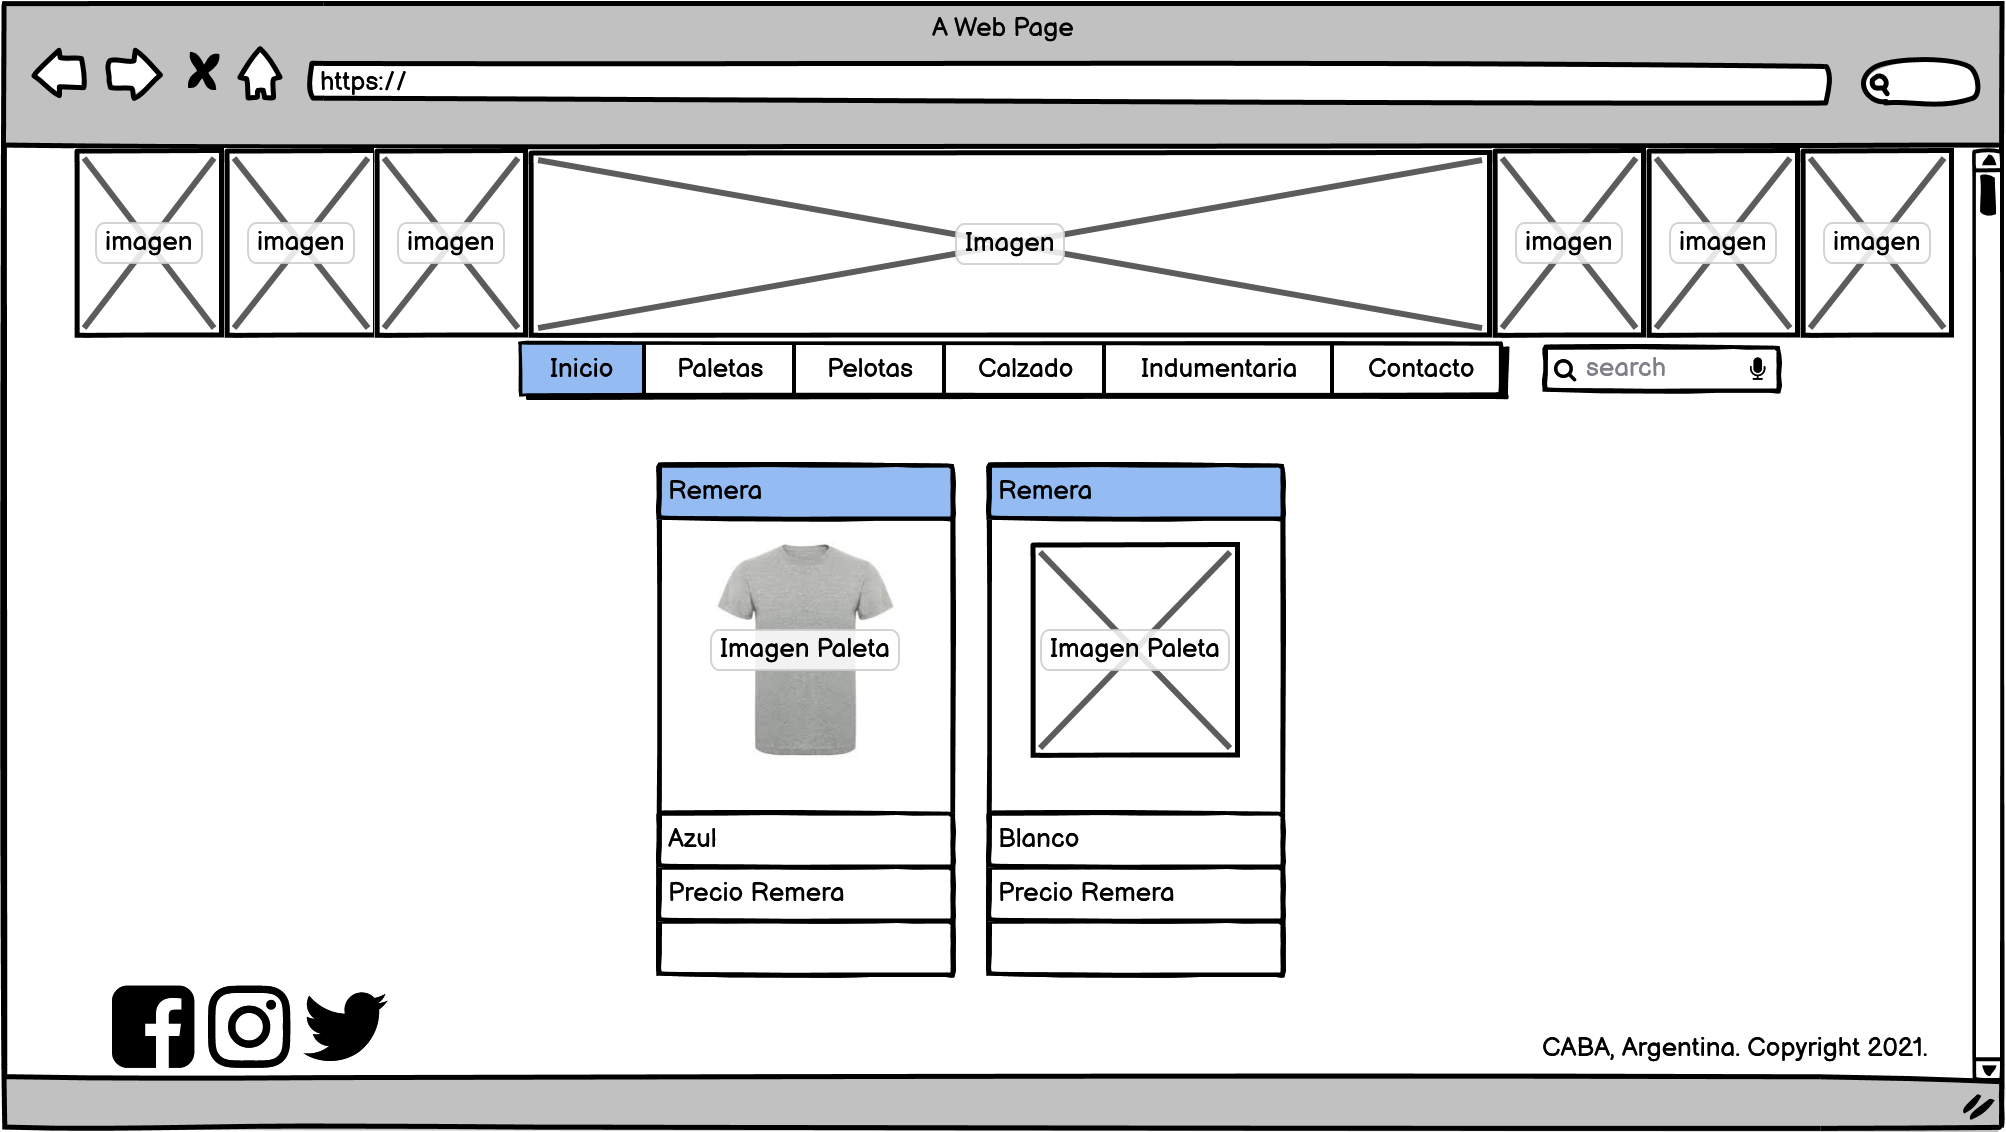 A Web Page
https://
imagen imagen imagen Imagen imagen imagen imagen
Inicio Paletas Pelotas Calzado Indumentaria Contacto search
Remera
Imagen Paleta
Azul
Precio Remera
Remera
Imagen Paleta
Blanco
Precio Remera
CABA, Argentina. Copyright 2021.